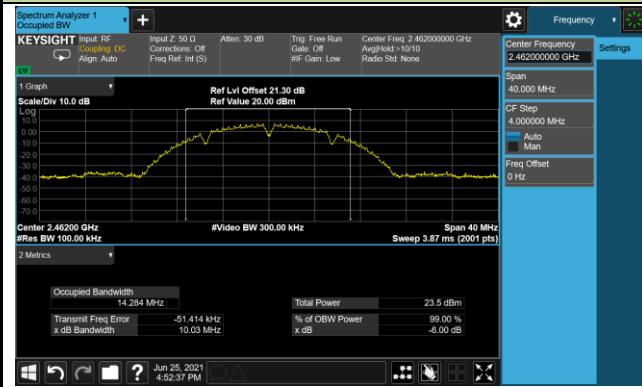 Spectrum Analyzer 1
Occupied BW
+
Frequency
KEYSIGHT
Input: RF
Coupling: DC
Align: Auto
Input Z: 50 Ω
Corrections: Off
Freq Ref: Int (S)
Atten: 30 dB
Trig: Free Run
Gate: Off
#IF Gain: Low
Center Freq: 2.462000000 GHz
Avg|Hold:>10/10
Radio Std: None
Center Frequency
2.462000000 GHz
Settings
Span
40.000 MHz
CF Step
4.000000 MHz
Auto
Man
Freq Offset
0 Hz
1 Graph
Scale/Div 10.0 dB
Ref Lvl Offset 21.30 dB
Ref Value 20.00 dBm
Log
10.0
0.00
-10.0
-20.0
-30.0
-40.0
-50.0
-60.0
-70.0
Center 2.46200 GHz
#Video BW 300.00 kHz
Span 40 MHz
#Res BW 100.00 kHz
Sweep 3.87 ms (2001 pts)
2 Metrics
Occupied Bandwidth
14.284 MHz
Total Power
23.5 dBm
Transmit Freq Error
-51.414 kHz
% of OBW Power
99.00 %
x dB Bandwidth
10.03 MHz
x dB
-6.00 dB
?
Jun 25, 2021
4:52:37 PM